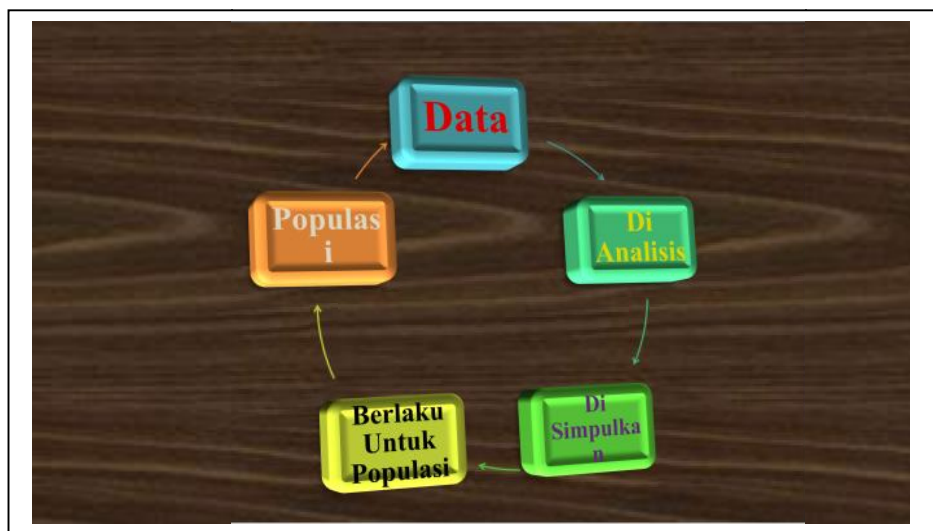 Data
Populas
i
Di
Analisis
Berlaku
Untuk
Populasi
Di
Simpulka
n